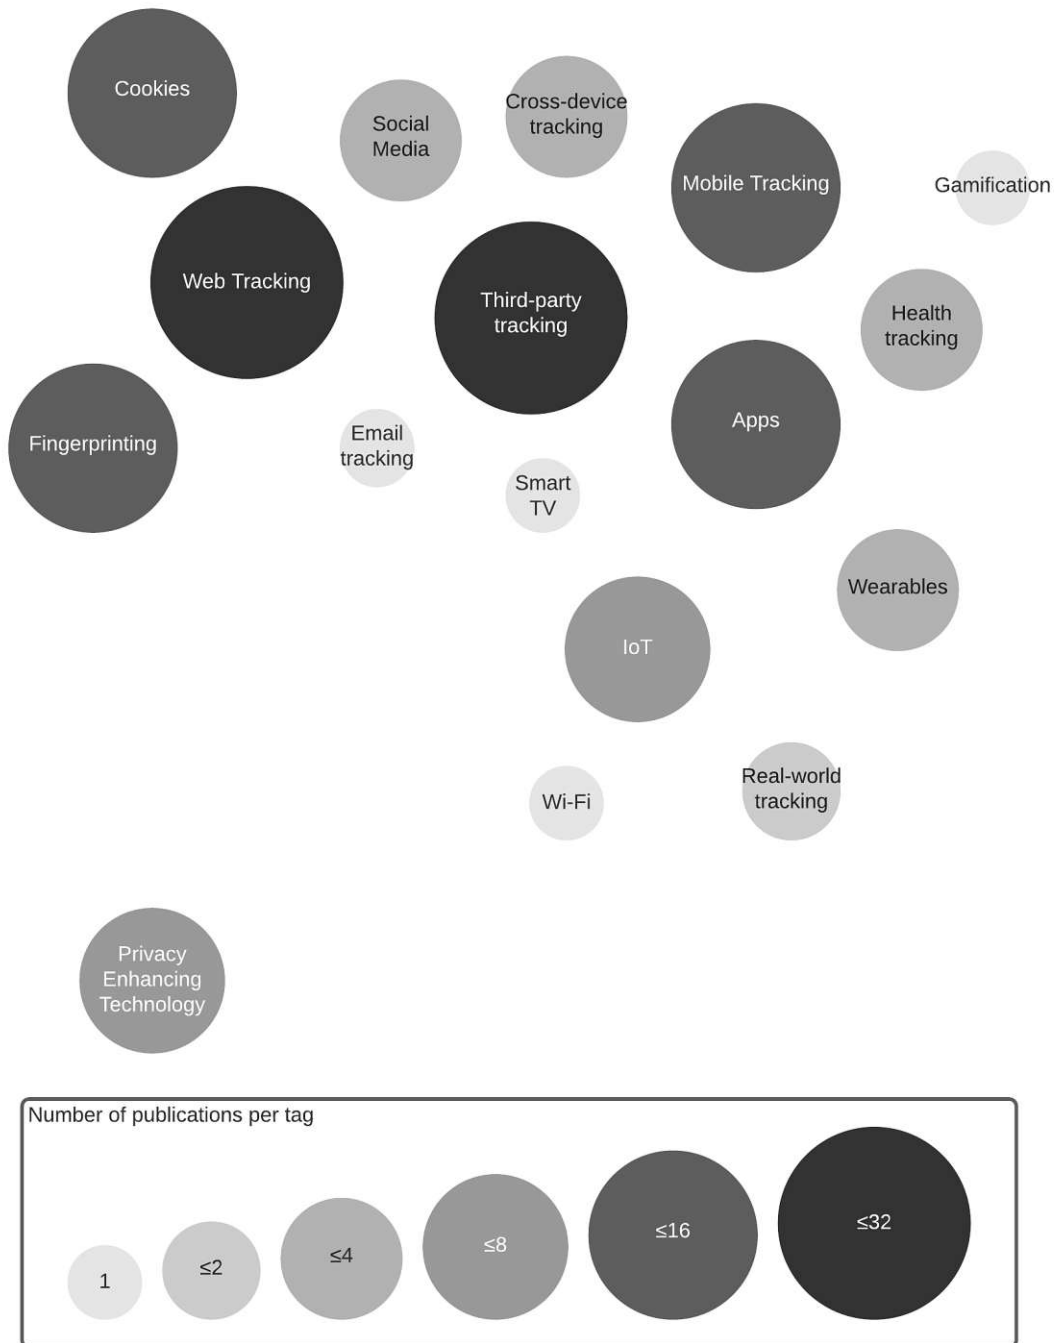 Cookies
Social
Media
Cross-device
tracking
Mobile Tracking
Gamification
Web Tracking
Third-party
tracking
Health
tracking
Fingerprinting
Email
tracking
Smart
TV
Apps
Wearables
IoT
Wi-Fi
Real-world
tracking
Privacy
Enhancing
Technology
Number of publications per tag
1
≤2
≤4
≤8
≤16
≤32